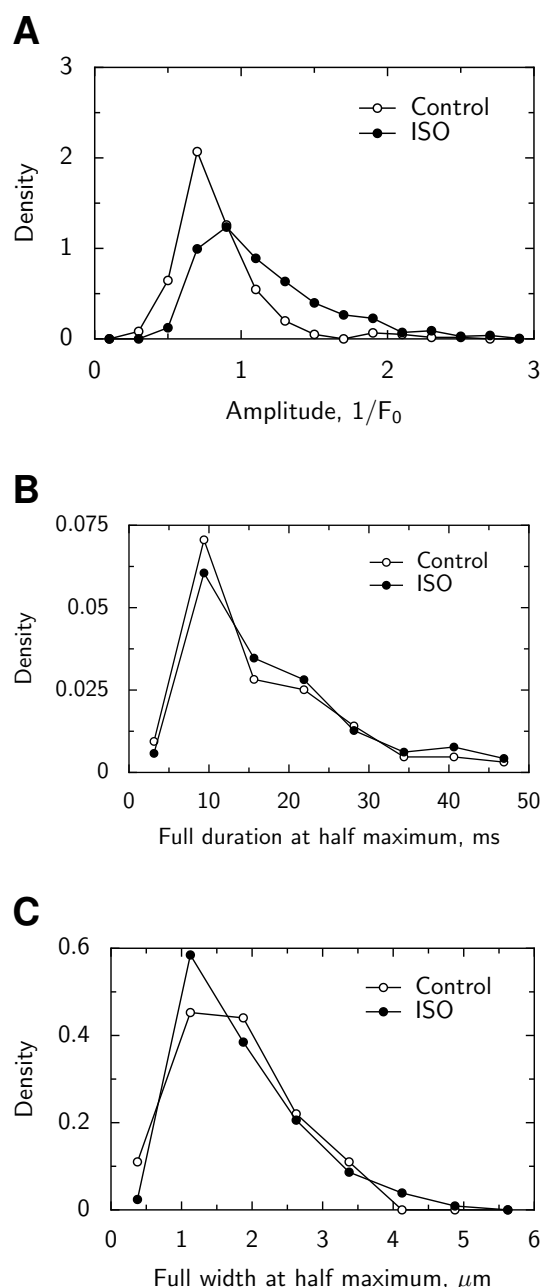 A
3
2
1
0
Density
Control
ISO
0 1 2 3
Amplitude, 1/F₀
B
0.075
0.05
0.025
0
Density
Control
ISO
0 10 20 30 40 50
Full duration at half maximum, ms
C
0.6
0.4
0.2
0
Density
Control
ISO
0 1 2 3 4 5 6
Full width at half maximum, μm